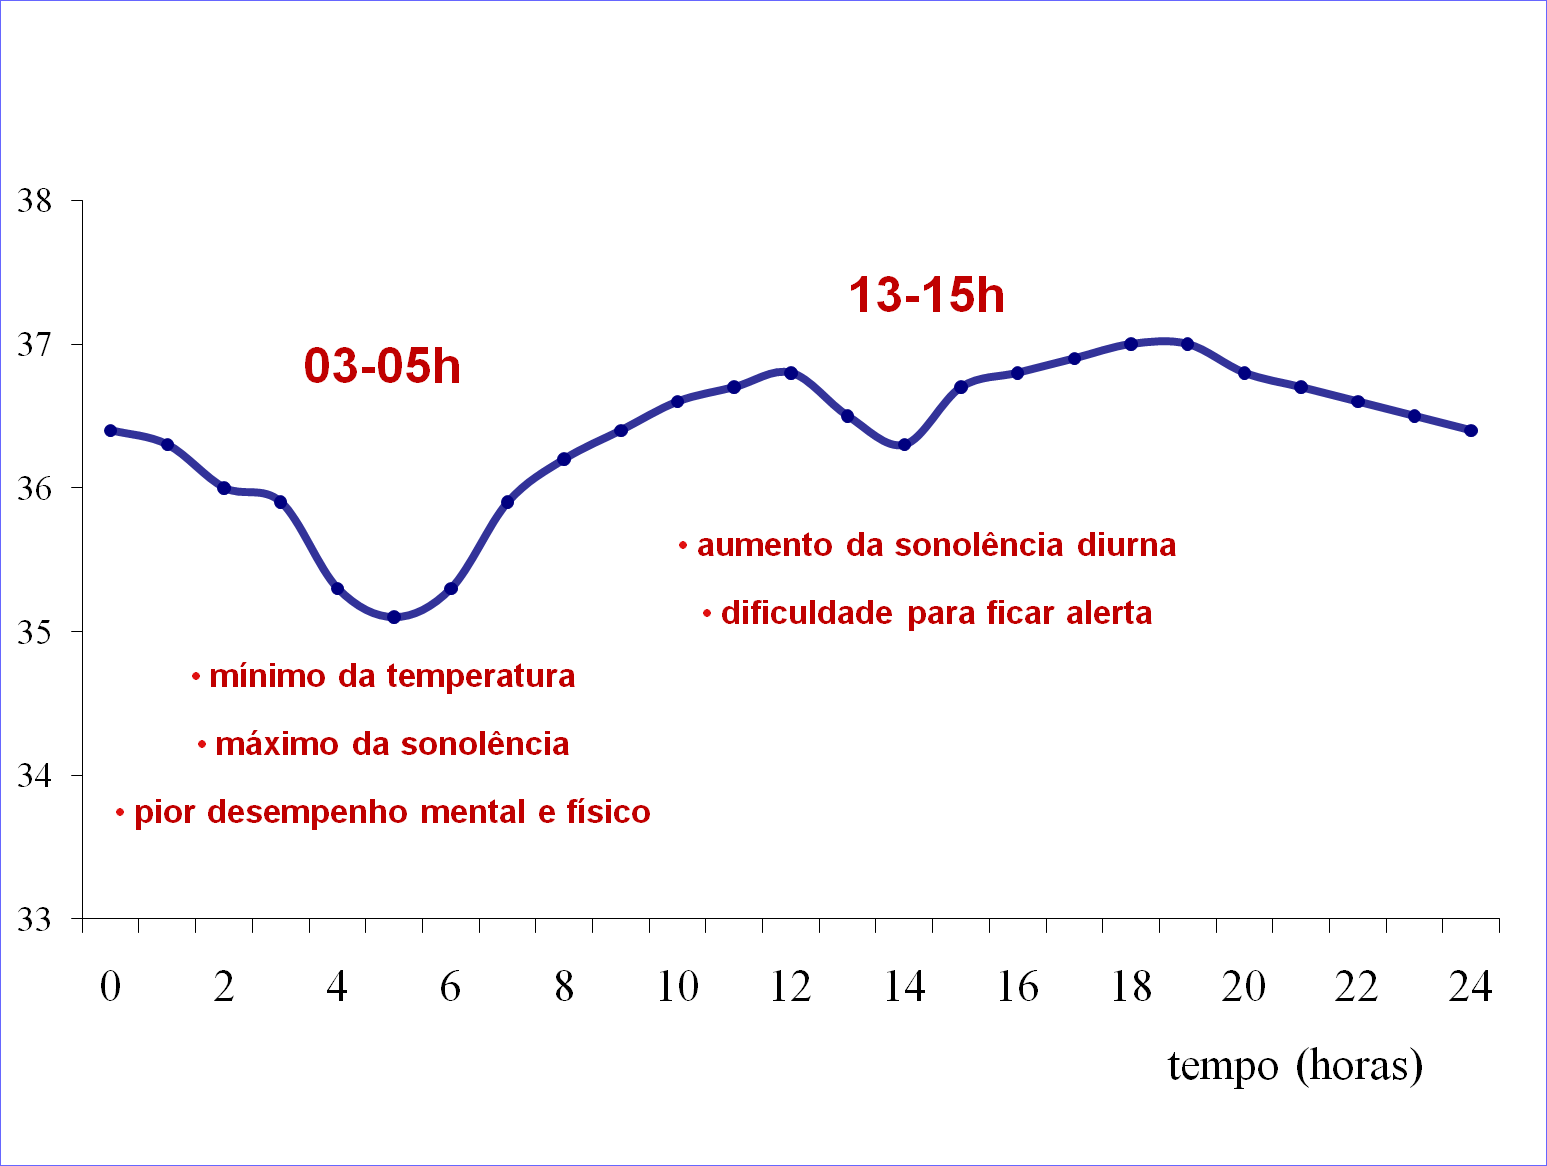 38
37
36
35
34
33
03-05h
13-15h
• aumento da sonolência diurna
• dificuldade para ficar alerta
• mínimo da temperatura
• máximo da sonolência
• pior desempenho mental e físico
0 2 4 6 8 10 12 14 16 18 20 22 24
tempo (horas)